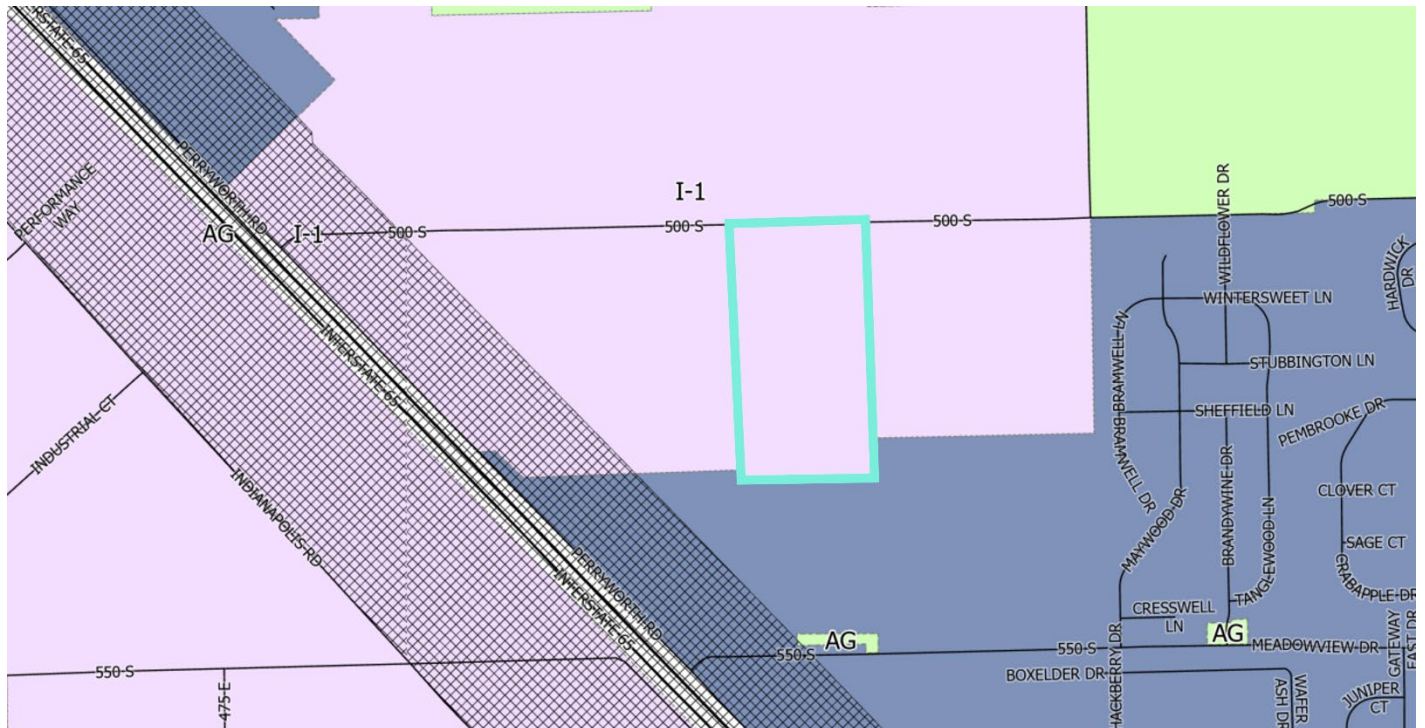 INTERSTATE 65
PERRYWORTH RD
PERFORMANCE
WAY
AG
I-1
500 S
I-1
500 S
500 S
500 S
WILDFLOWER DR
HARDWICK
DR
WINTERSWEET LN
INTERSTATE 65
BRAMWELL LN
STUBBINGTON LN
INDUSTRIAL CT
SHEFFIELD LN
PEMBROOKE DR
BRAMWELL DR
INDIANAPOLIS RD
MAYWOOD DR
BRANDYWINE DR
TANGLEWOOD LN
CLOVER CT
SAGE CT
CRABAPPLE DR
PERRYWORTH RD
INTERSTATE 65
CRESSWELL
LN
AG
AG
550 S
550 S
550 S
MEADOWVIEW DR
GATEWAY
EAST DR
475 E
HACKBERRY DR
BOXELDER DR
ASH DR
WAFER
JUNIPER
CT